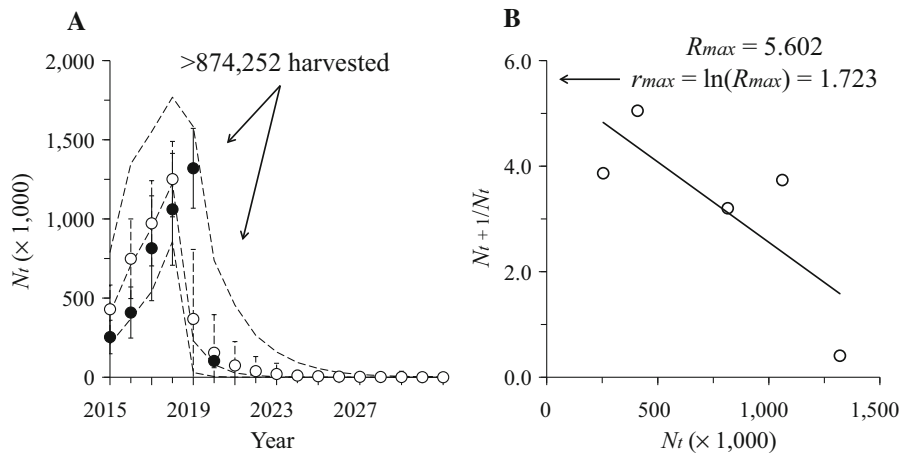 A
>874,252 harvested
2,000
1,500
1,000
500
0
Nt (× 1,000)
2015 2019 2023 2027
Year
B
Rmax = 5.602
rmax = ln(Rmax) = 1.723
6.0
4.0
2.0
0.0
Nt + 1/Nt
0 500 1,000 1,500
Nt (× 1,000)